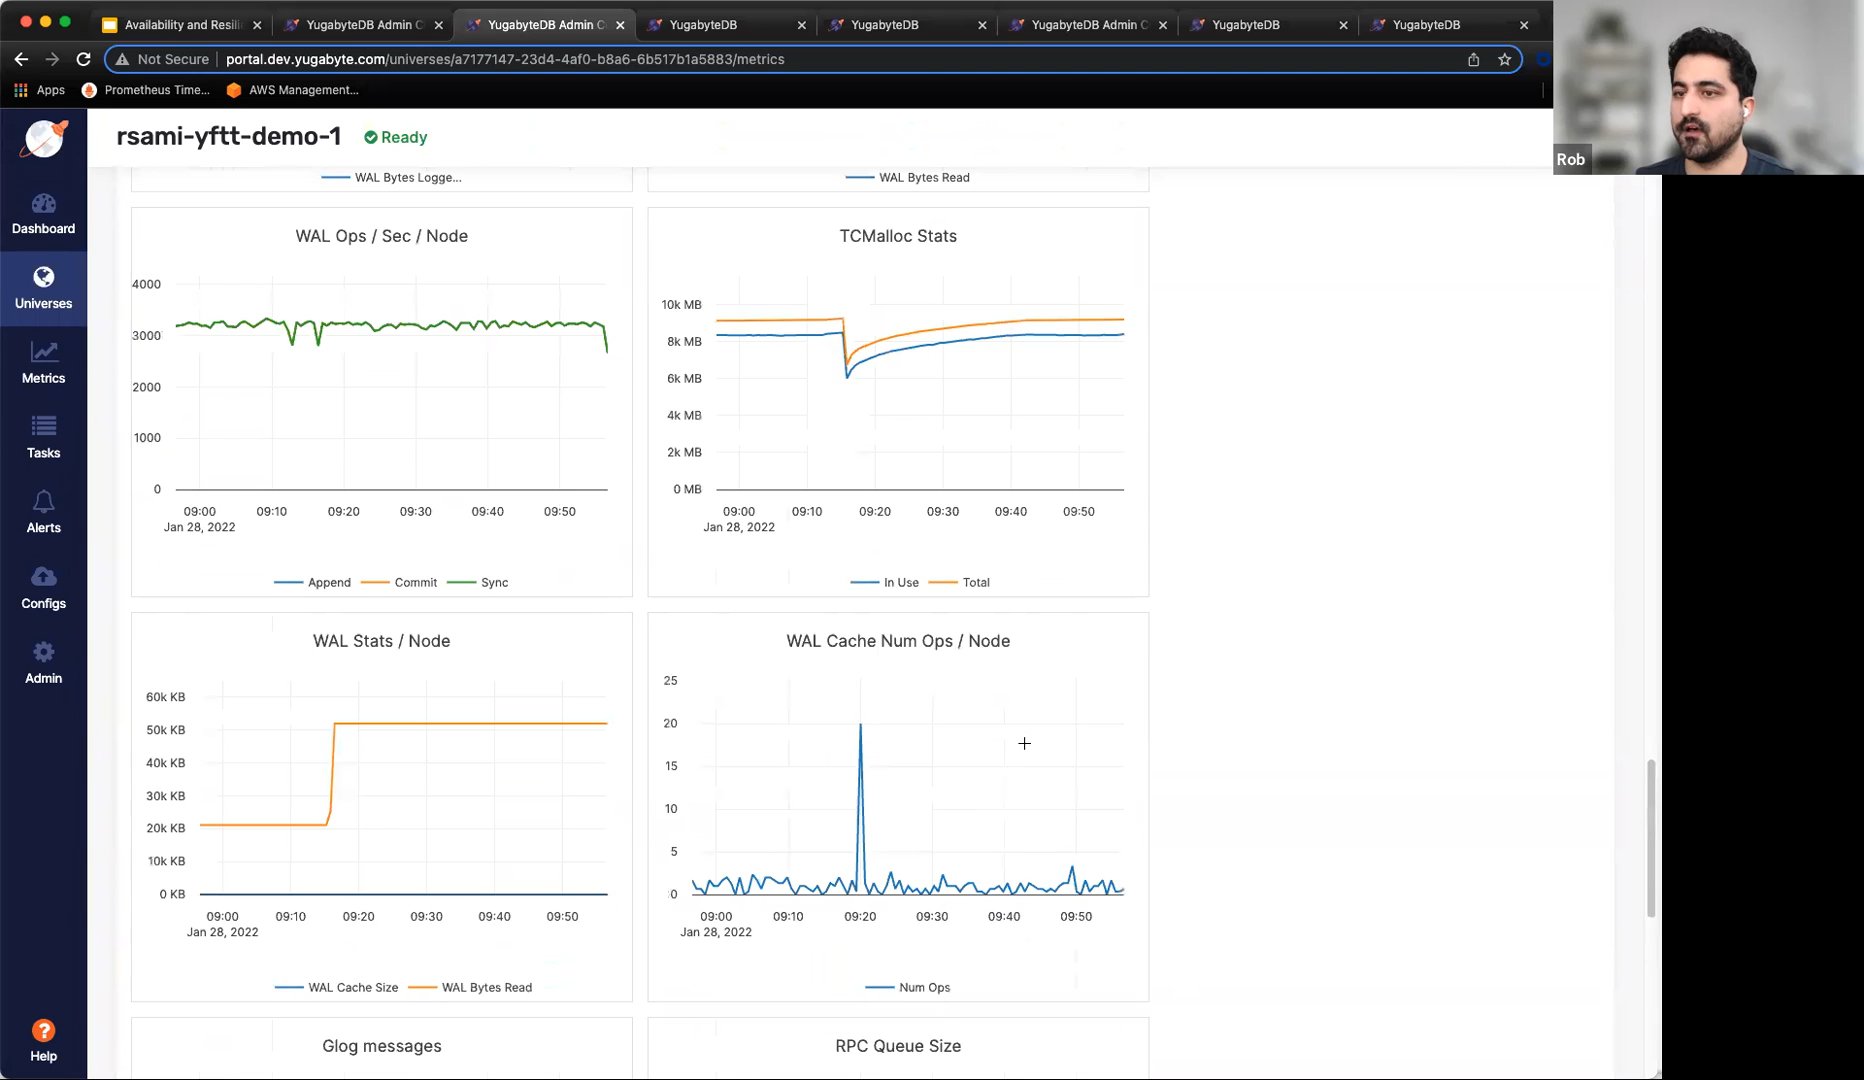 Availability and Resili
YugabyteDB Admin C
YugabyteDB Admin C
YugabyteDB
YugabyteDB
YugabyteDB Admin C
YugabyteDB
YugabyteDB
Not Secure
portal.dev.yugabyte.com/universes/a7177147-23d4-4af0-b8a6-6b517b1a5883/metrics
Apps
Prometheus Time...
AWS Management...
Rob
rsami-yftt-demo-1
Ready
Dashboard
Universes
Metrics
Tasks
Alerts
Configs
Admin
?
Help
WAL Bytes Logge...
WAL Bytes Read
WAL Ops / Sec / Node
4000
3000
2000
1000
0
09:00 09:10 09:20 09:30 09:40 09:50
Jan 28, 2022
Append Commit Sync
TCMalloc Stats
10k MB
8k MB
6k MB
4k MB
2k MB
0 MB
09:00 09:10 09:20 09:30 09:40 09:50
Jan 28, 2022
In Use Total
WAL Stats / Node
60k KB
50k KB
40k KB
30k KB
20k KB
10k KB
0 KB
09:00 09:10 09:20 09:30 09:40 09:50
Jan 28, 2022
WAL Cache Size WAL Bytes Read
WAL Cache Num Ops / Node
25
20
15
10
5
0
09:00 09:10 09:20 09:30 09:40 09:50
Jan 28, 2022
Num Ops
Glog messages
RPC Queue Size